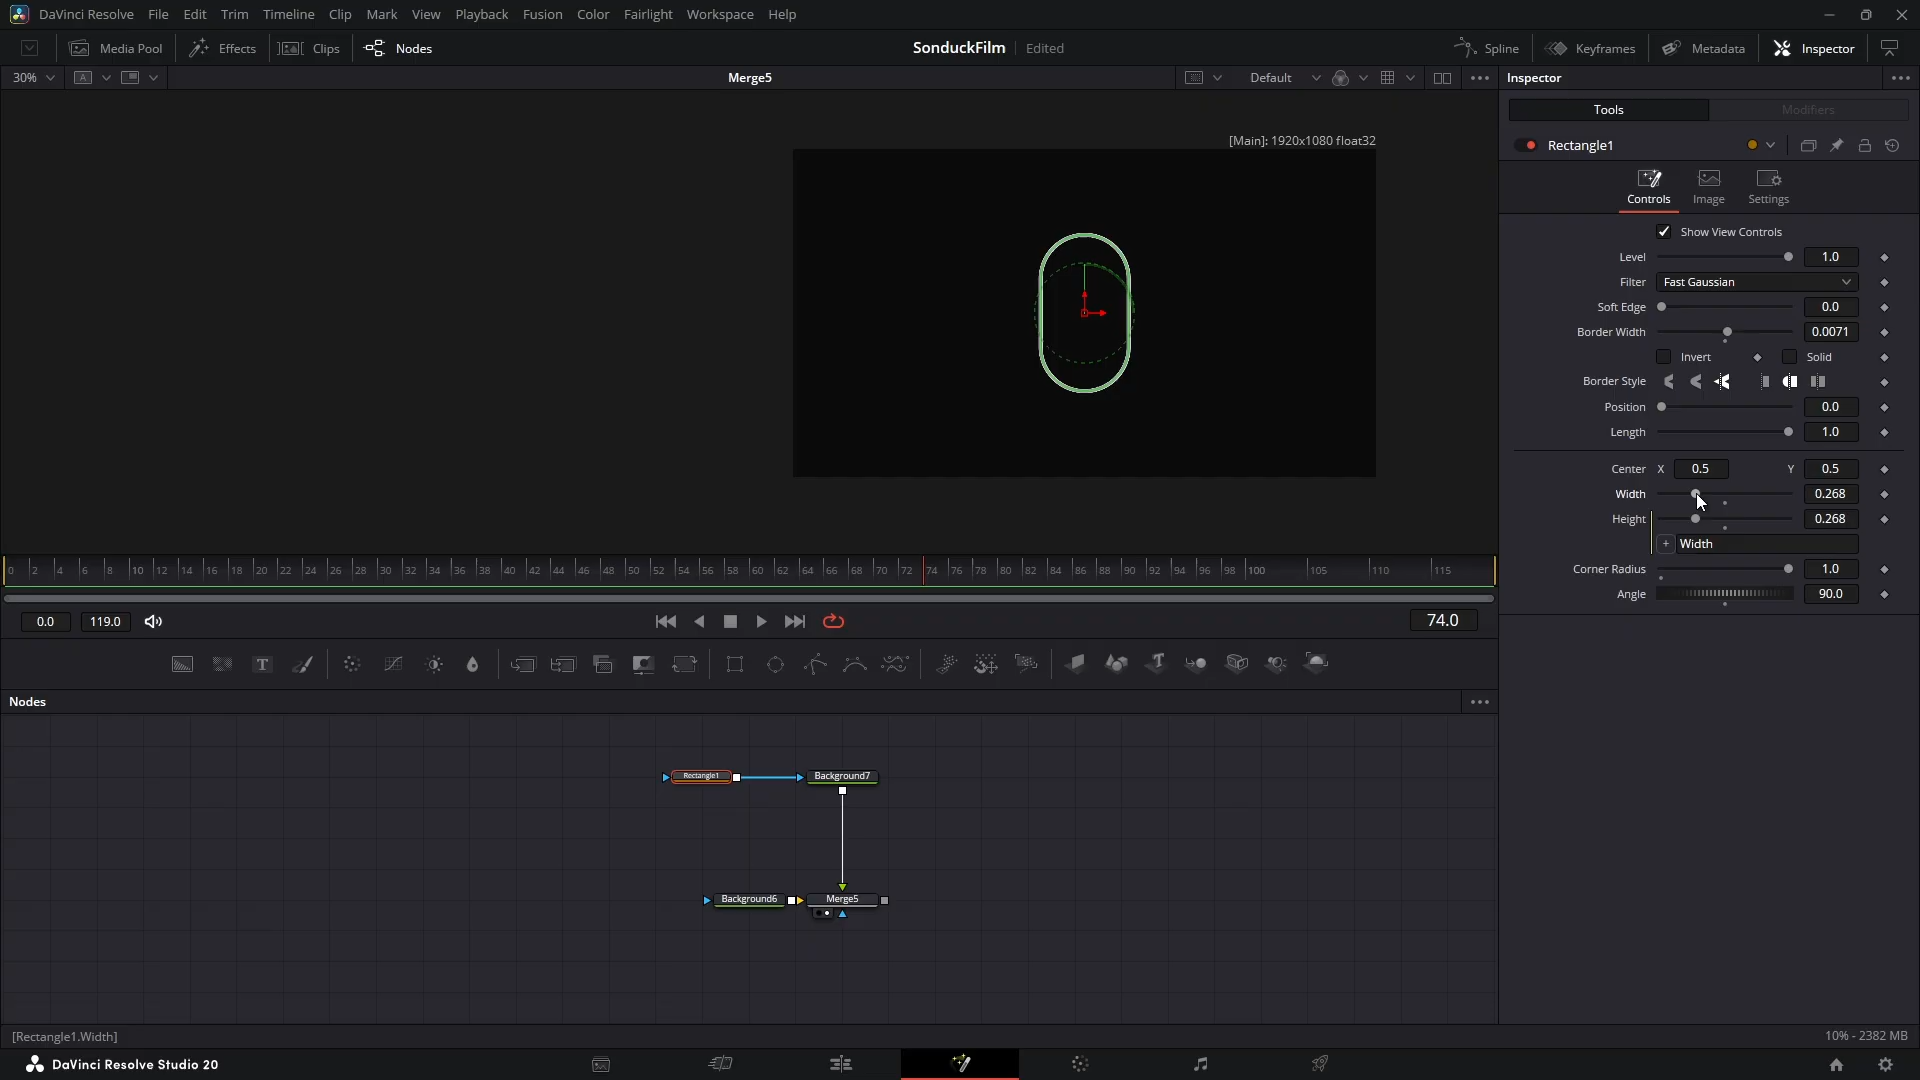 DaVinci Resolve File Edit Trim Timeline Clip Mark View Playback Fusion Color Fairlight Workspace Help
Media Pool Effects Clips Nodes SonduckFilm Edited Spline Keyframes Metadata Inspector
30% A Merge5 Default Inspector
Tools Modifiers
[Main]: 1920x1080 float32
Rectangle1
Controls Image Settings
Show View Controls
Level 1.0
Filter Fast Gaussian
Soft Edge 0.0
Border Width 0.0071
Invert Solid
Border Style
Position 0.0
Length 1.0
Center X 0.5 Y 0.5
Width 0.268
Height 0.268
+ Width
Corner Radius 1.0
Angle 90.0
0 2 4 6 8 10 12 14 16 18 20 22 24 26 28 30 32 34 36 38 40 42 44 46 48 50 52 54 56 58 60 62 64 66 68 70 72 74 76 78 80 82 84 86 88 90 92 94 96 98 100 105 110 115
0.0 119.0 74.0
T T
Nodes
Rectangle1 Background7
Background6 Merge5
[Rectangle1.Width] 10% - 2382 MB
DaVinci Resolve Studio 20